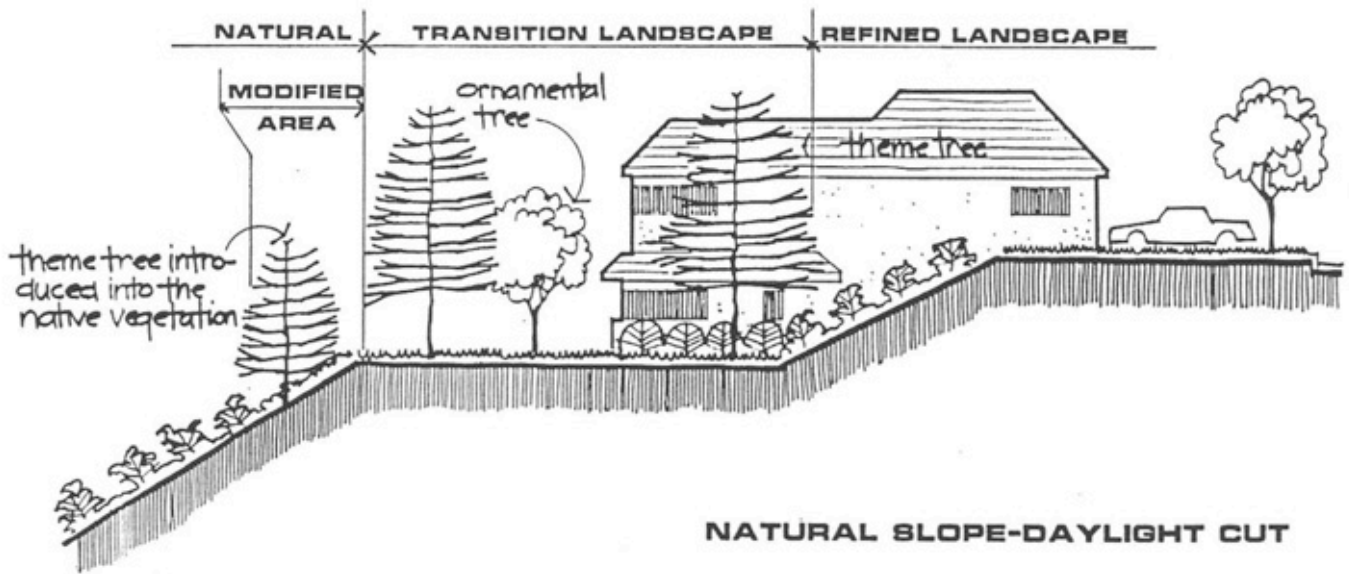 NATURAL
TRANSITION LANDSCAPE
REFINED LANDSCAPE
MODIFIED
AREA
ornamental
tree
theme tree
theme tree intro-
duced into the
native vegetation
NATURAL SLOPE-DAYLIGHT CUT